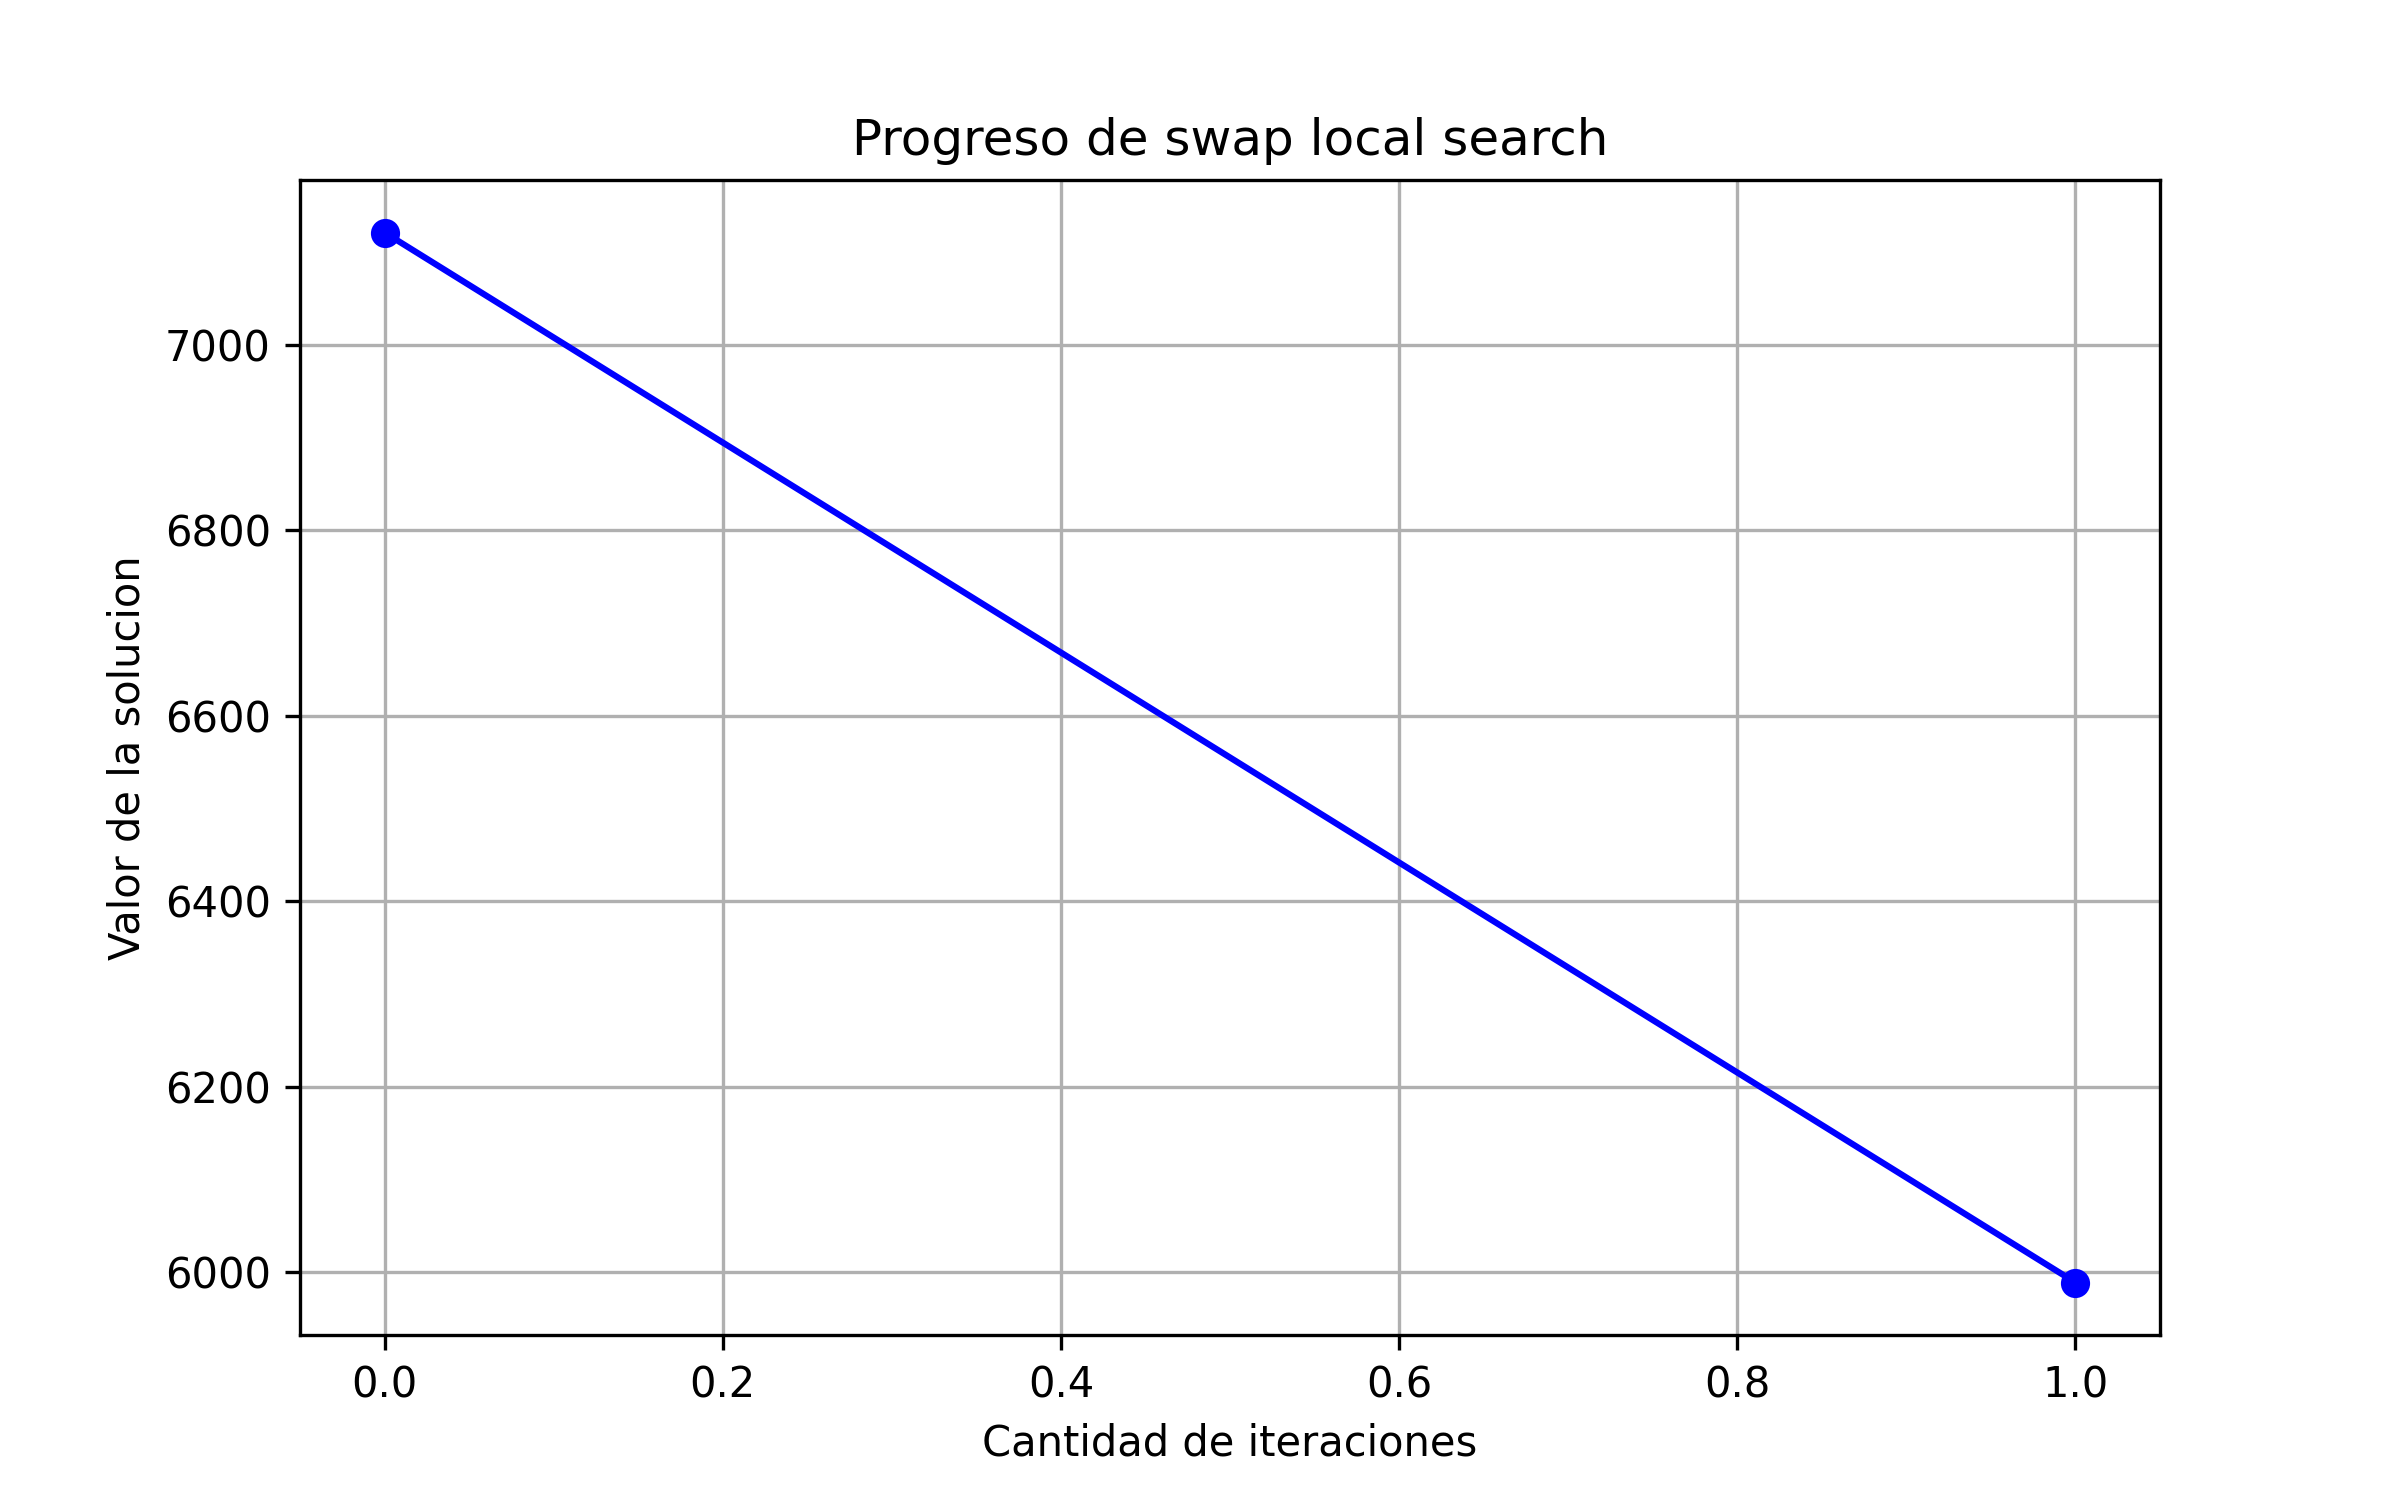 Progreso de swap local search
Valor de la solucion
7000
6800
6600
6400
6200
6000
0.0 0.2 0.4 0.6 0.8 1.0
Cantidad de iteraciones